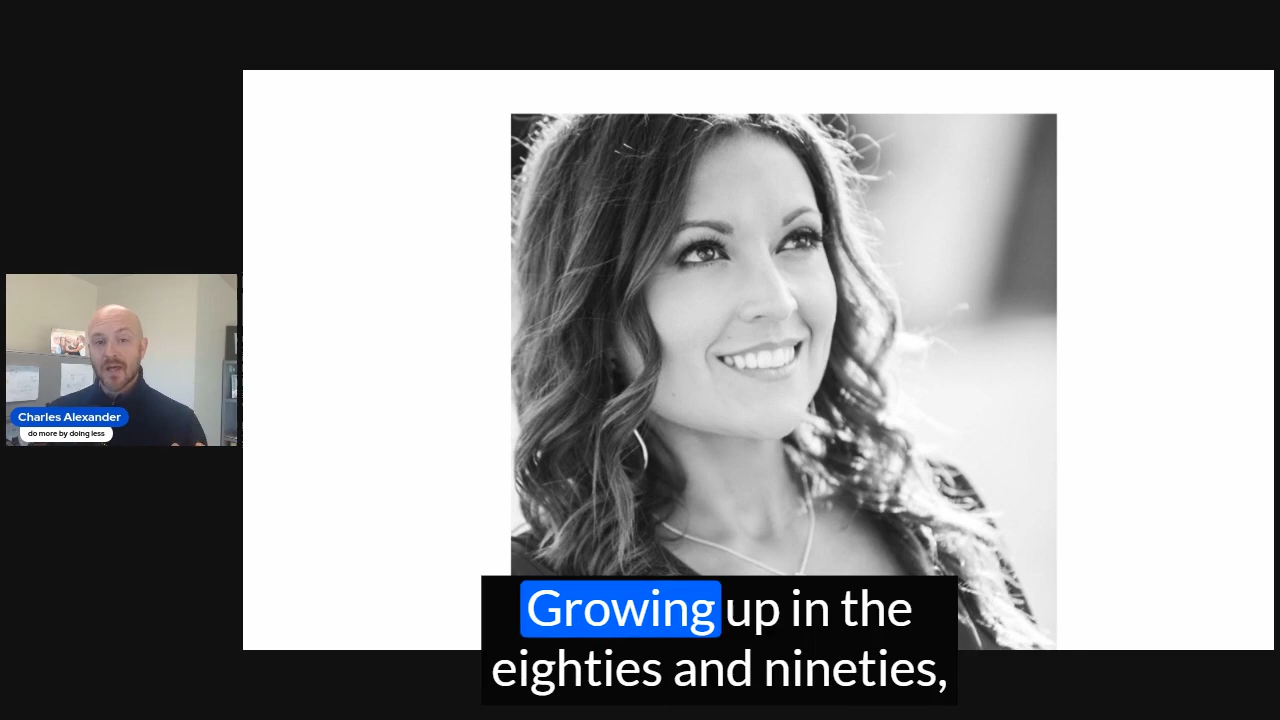 Charles Alexander
do more by doing less
Growing up in the
eighties and nineties,